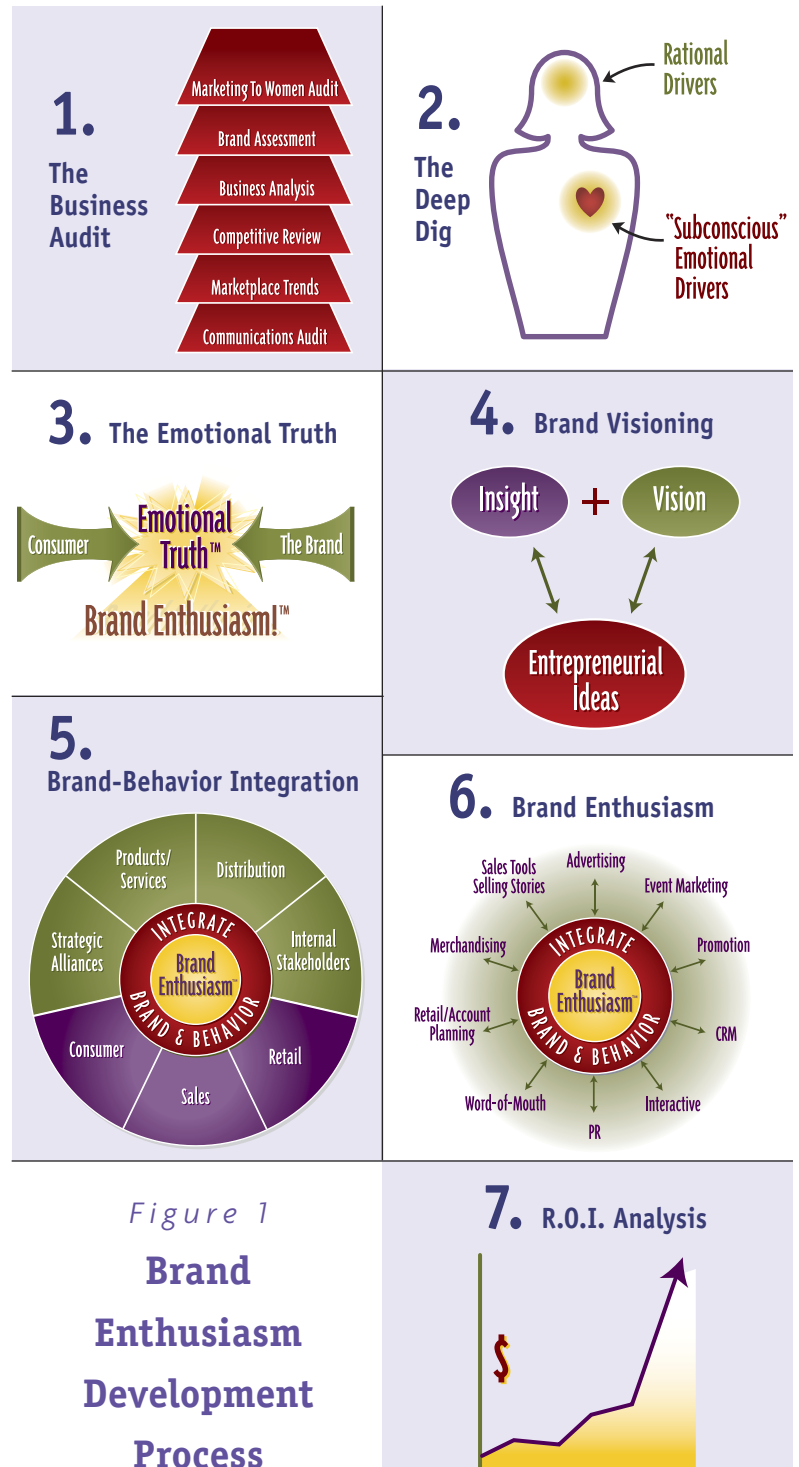 1.
The
Business
Audit
Marketing To Women Audit
Brand Assessment
Business Analysis
Competitive Review
Marketplace Trends
Communications Audit
2.
The
Deep
Dig
Rational
Drivers
"Subconscious"
Emotional
Drivers
3. The Emotional Truth
Consumer
Emotional
Truth™
The Brand
Brand Enthusiasm!™
4. Brand Visioning
Insight + Vision
Entrepreneurial
Ideas
5.
Brand-Behavior Integration
Products/
Services
Distribution
Strategic
Alliances
Internal
Stakeholders
INTEGRATE
Brand
Enthusiasm™
BRAND & BEHAVIOR
Consumer
Sales
Retail
6. Brand Enthusiasm
Advertising
Sales Tools
Selling Stories
Event Marketing
Merchandising
Promotion
INTEGRATE
Brand
Enthusiasm™
BRAND & BEHAVIOR
Retail/Account
Planning
CRM
Word-of-Mouth
Interactive
PR
Figure 1
Brand
Enthusiasm
Development
Process
7. R.O.I. Analysis
$